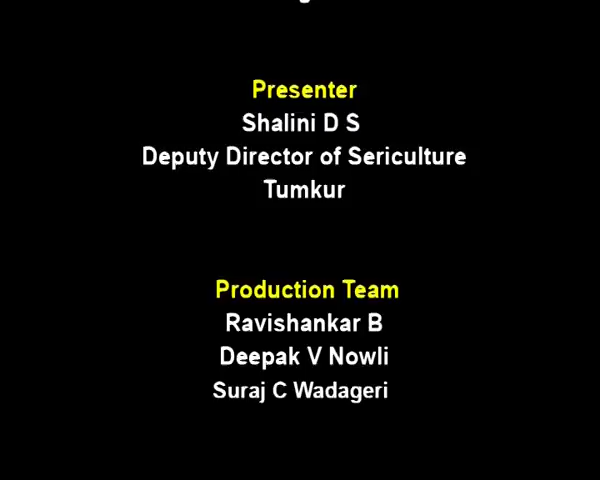 Presenter
Shalini D S
Deputy Director of Sericulture
Tumkur
Production Team
Ravishankar B
Deepak V Nowli
Suraj C Wadageri